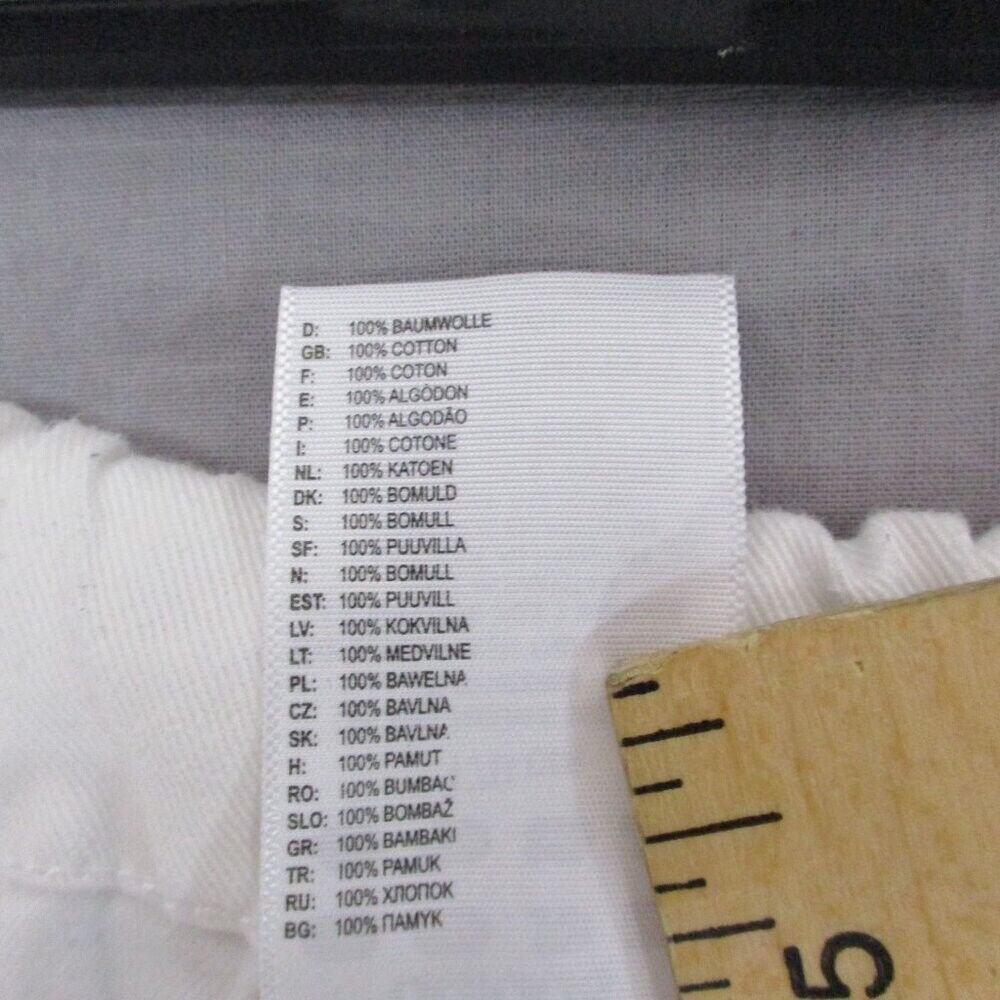 D: 100% BAUMWOLLE
GB: 100% COTTON
F: 100% COTON
E: 100% ALGÓDON
P: 100% ALGODÃO
I: 100% COTONE
NL: 100% KATOEN
DK: 100% BOMULD
S: 100% BOMULL
SF: 100% PUUVILLA
N: 100% BOMULL
EST: 100% PUUVILL
LV: 100% KOKVILNA
LT: 100% MEDVILNE
PL: 100% BAWELNA
CZ: 100% BAVLNA
SK: 100% BAVLNA
H: 100% PAMUT
RO: 100% BUMBAC
SLO: 100% BOMBAŽ
GR: 100% BAMBAKI
TR: 100% PAMUK
RU: 100% ХЛОПОК
BG: 100% ПАМУК
5